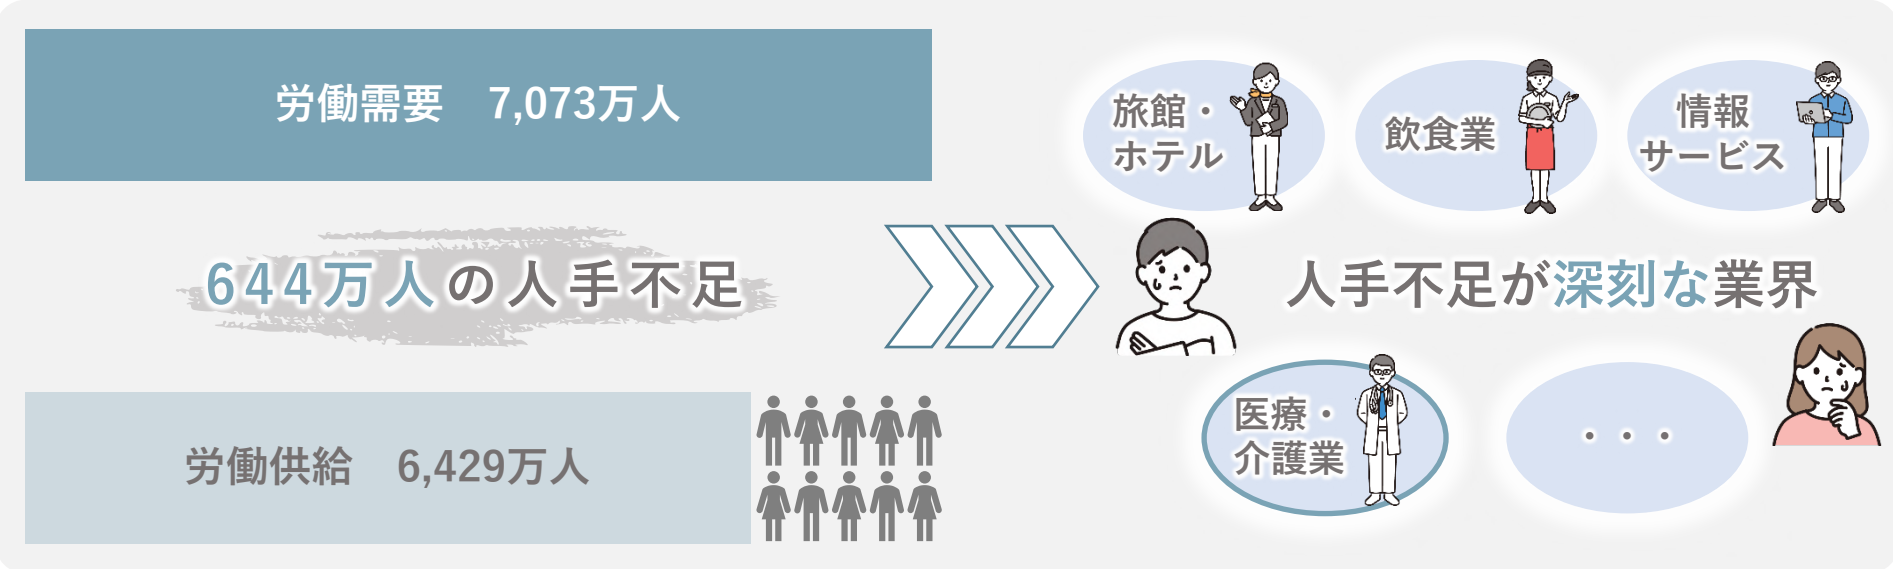 労働需要　7,073万人
644万人の人手不足
労働供給　6,429万人
旅館・
ホテル
飲食業
情報
サービス
人手不足が深刻な業界
医療・
介護業
・・・